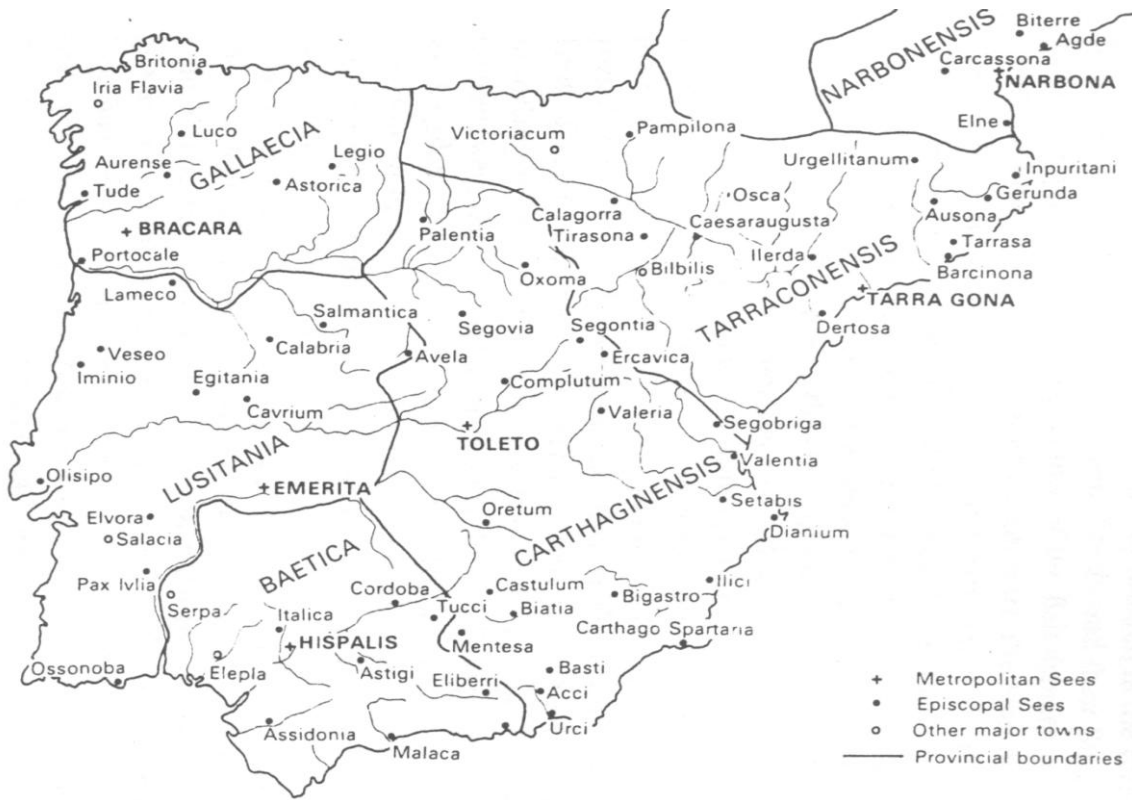 Biterre
Agde
NARBONENSIS
Carcassona
NARBONA
Elne
Britonia
Iria Flavia
Luco
GALLAECIA
Legio
Aurense
Astorica
Tude
BRACARA
Portocale
Lameco
Victoriacum
Pampilona
Urgellitanum
Inpuritani
Osca
Gerunda
Calagorra
Caesaraugusta
Ausona
Palentia
Tirasona
Tarrasa
Oxoma
Bilbilis
Ilerda
Barcinona
TARRACONENSIS
TARRA GONA
Dertosa
Salmantica
Segovia
Segontia
Veseo
Calabria
Avela
Ercavica
Iminio
Egitania
Complutum
Cavrium
Valeria
Segobriga
TOLETO
Valentia
LUSITANIA
Olisipo
EMERITA
Setabis
CARTHAGINENSIS
Elvora
Oretum
Dianium
Salacia
BAETICA
Pax Ivlia
Serpa
Cordoba
Castulum
Ilici
Italica
Tucci
Biatia
Bigastro
HISPALIS
Mentesa
Carthago Spartaria
Ossonoba
Elepla
Astigi
Basti
Eliberri
Acci
Assidonia
Urci
Malaca
+ Metropolitan Sees
• Episcopal Sees
o Other major towns
Provincial boundaries